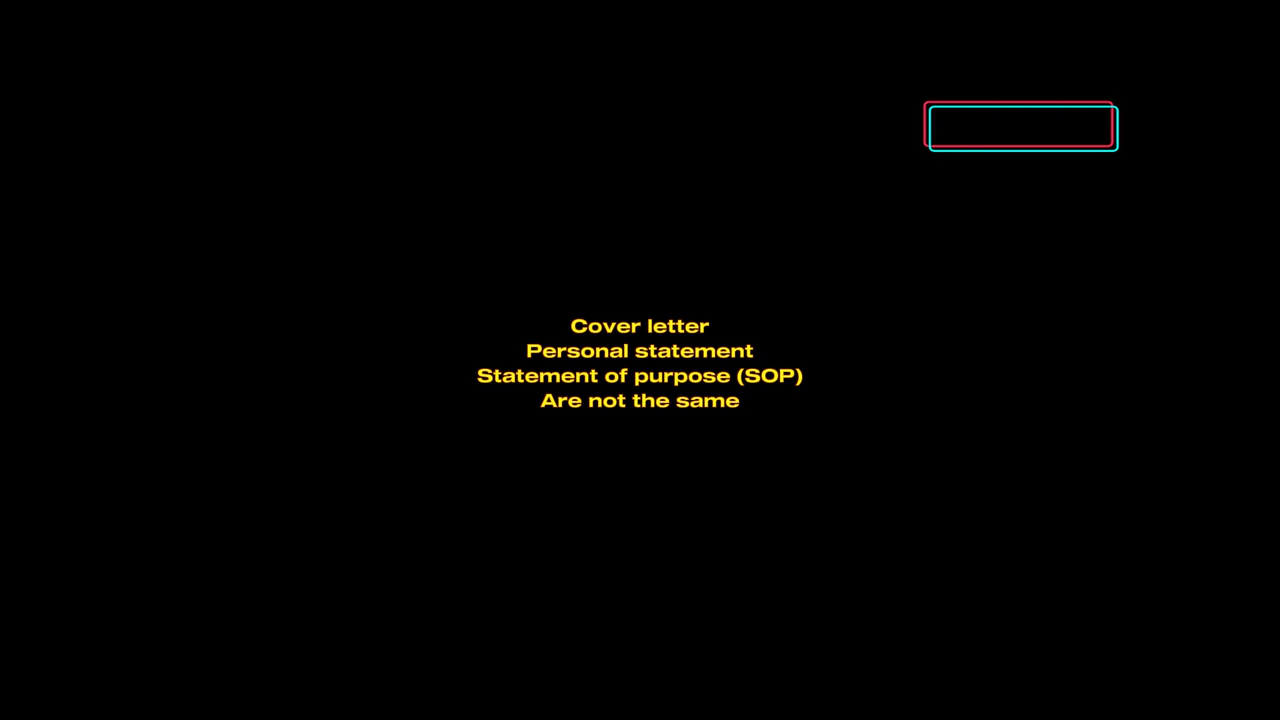 Cover letter
Personal statement
Statement of purpose (SOP)
Are not the same